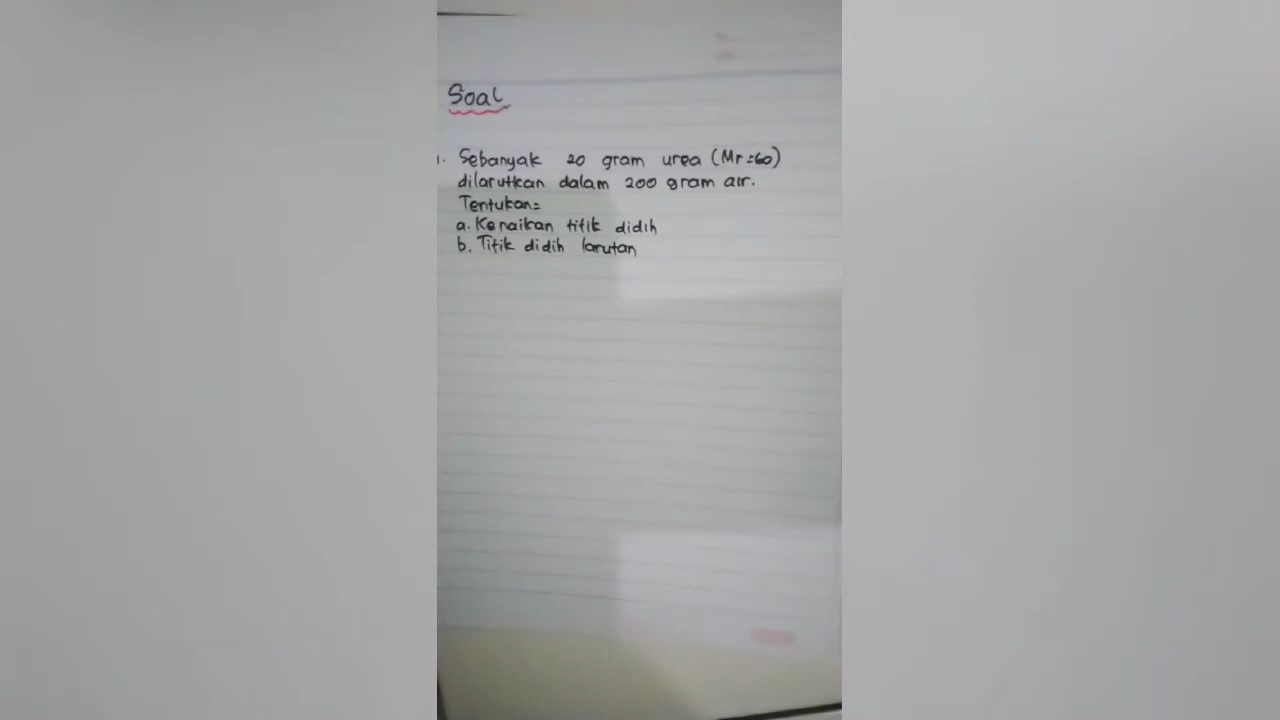 Soal
1. Sebanyak 20 gram urea (Mr=60)
dilarutkan dalam 200 gram air.
Tentukan=
a. Kenaikan titik didih
b. Titik didih larutan